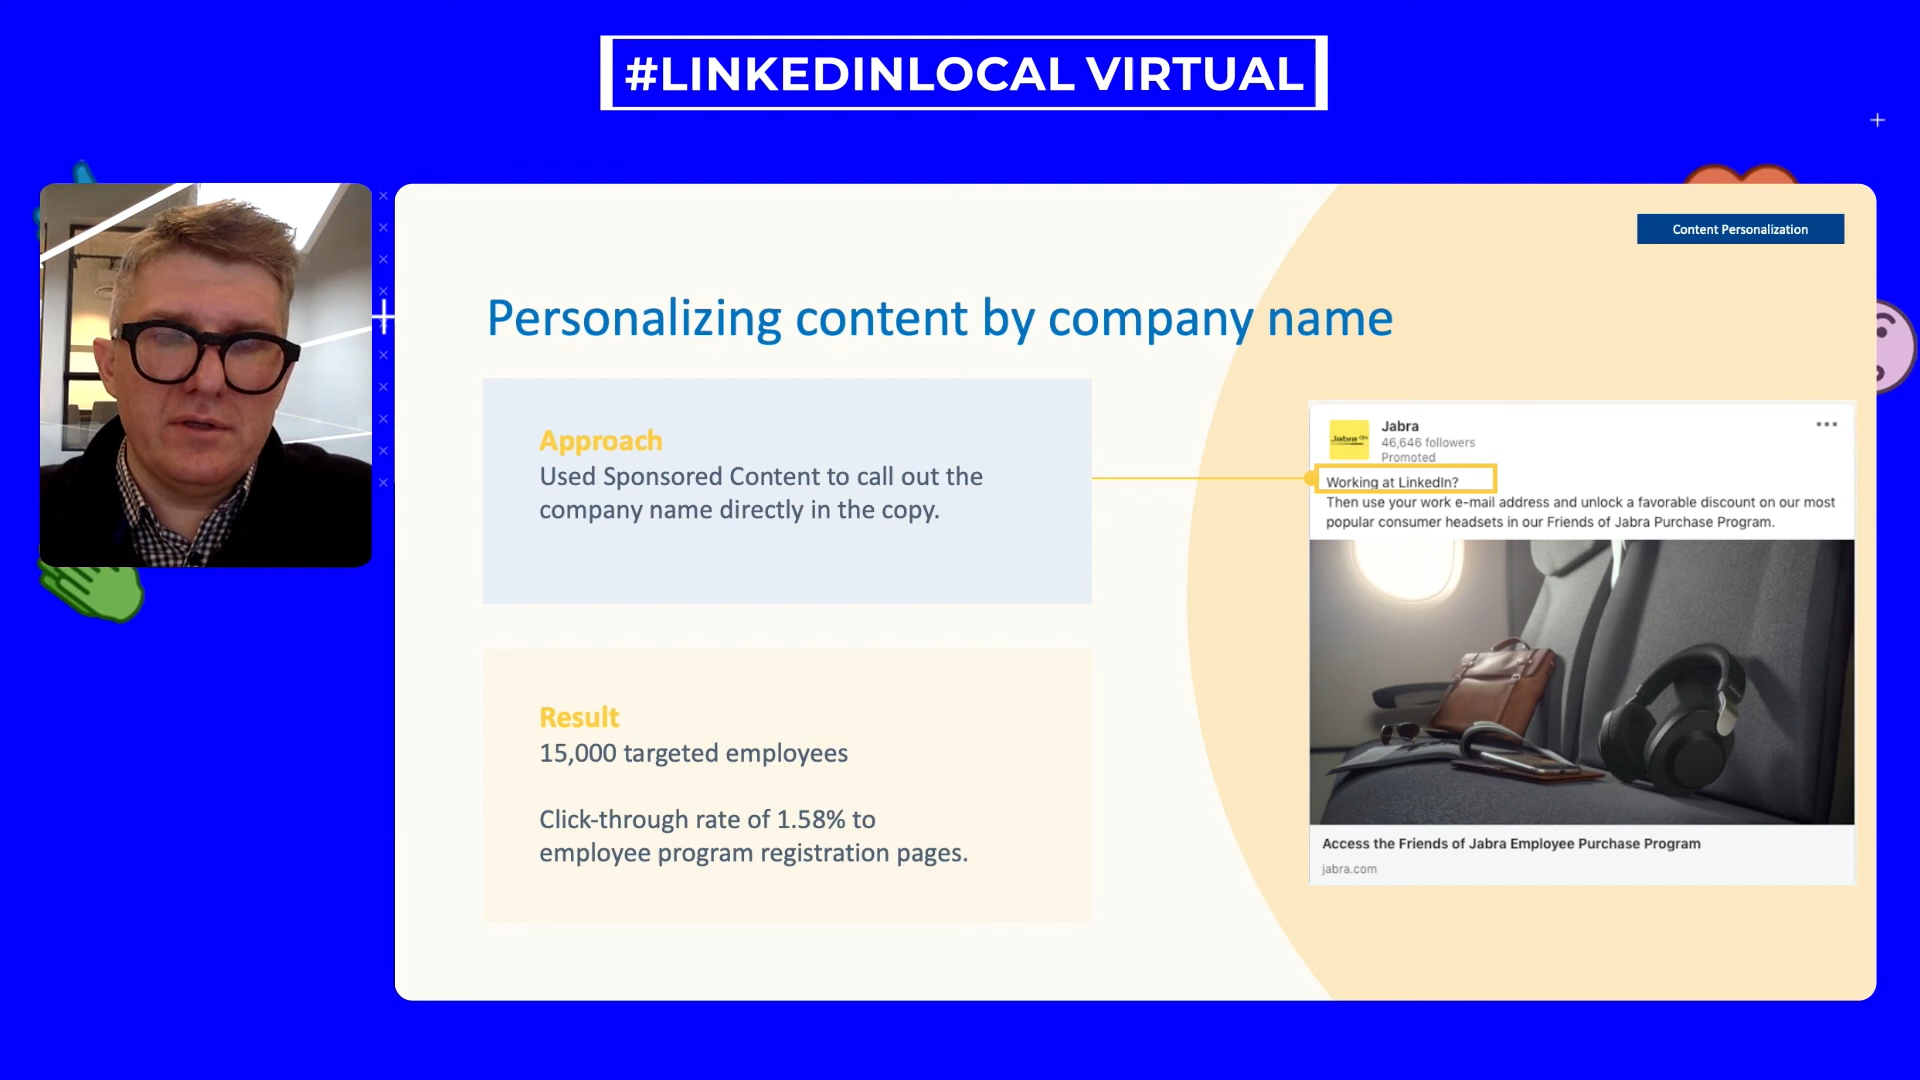 #LINKEDINLOCAL VIRTUAL
Content Personalization
Personalizing content by company name
Approach
Used Sponsored Content to call out the
company name directly in the copy.
Result
15,000 targeted employees
Click-through rate of 1.58% to
employee program registration pages.
Jabra
Jabra
46,646 followers
Promoted
Working at LinkedIn?
Then use your work e-mail address and unlock a favorable discount on our most
popular consumer headsets in our Friends of Jabra Purchase Program.
Access the Friends of Jabra Employee Purchase Program
jabra.com